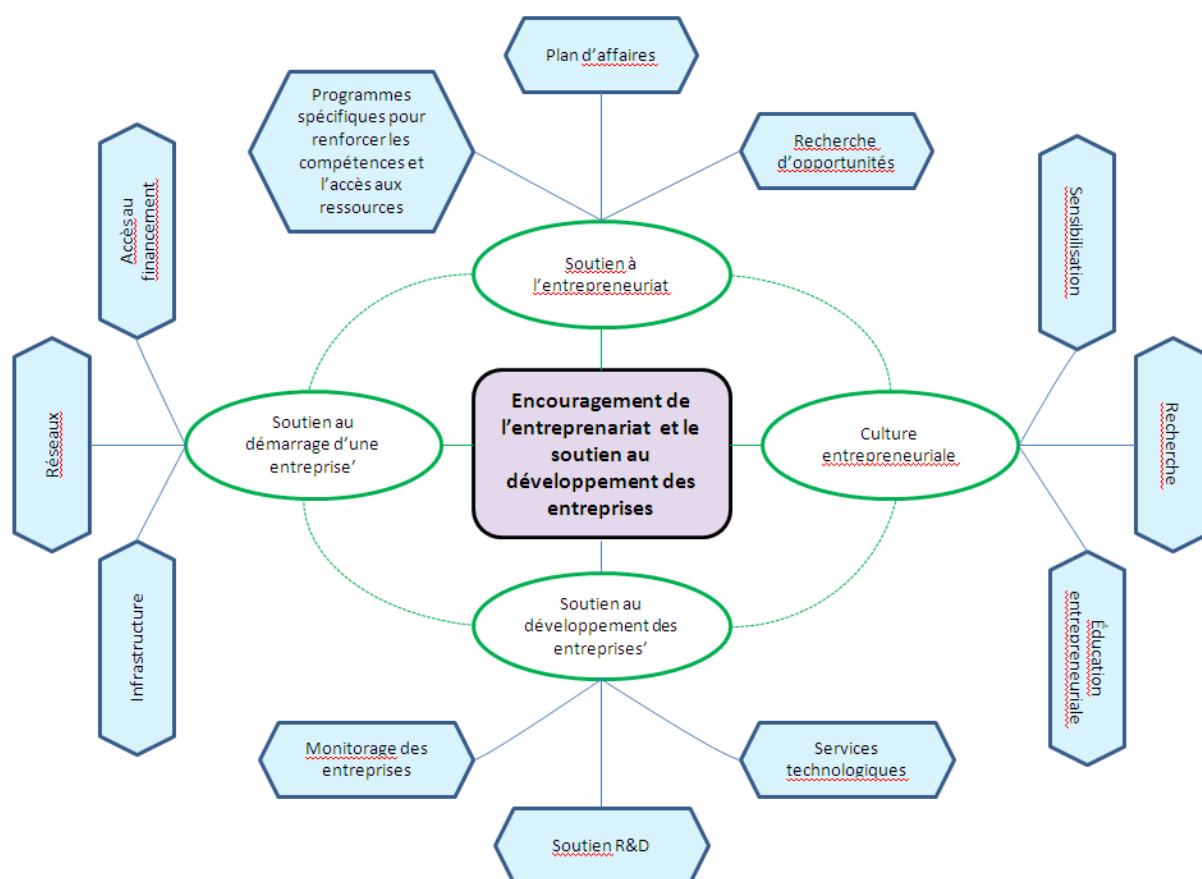 Plan d’affaires
Programmes
spécifiques pour
renforcer les
compétences et
l’accès aux
ressources
Recherche
d’opportunités
Accès au
financement
Sensibilisation
Soutien à
l’entrepreneuriat
Réseaux
Soutien au
démarrage d’une
entreprise’
Encouragement de
l’entreprenariat et le
soutien au
développement des
entreprises
Culture
entrepreneuriale
Recherche
Infrastructure
Soutien au
développement des
entreprises’
Éducation
entrepreneuriale
Monitorage des
entreprises
Services
technologiques
Soutien R&D